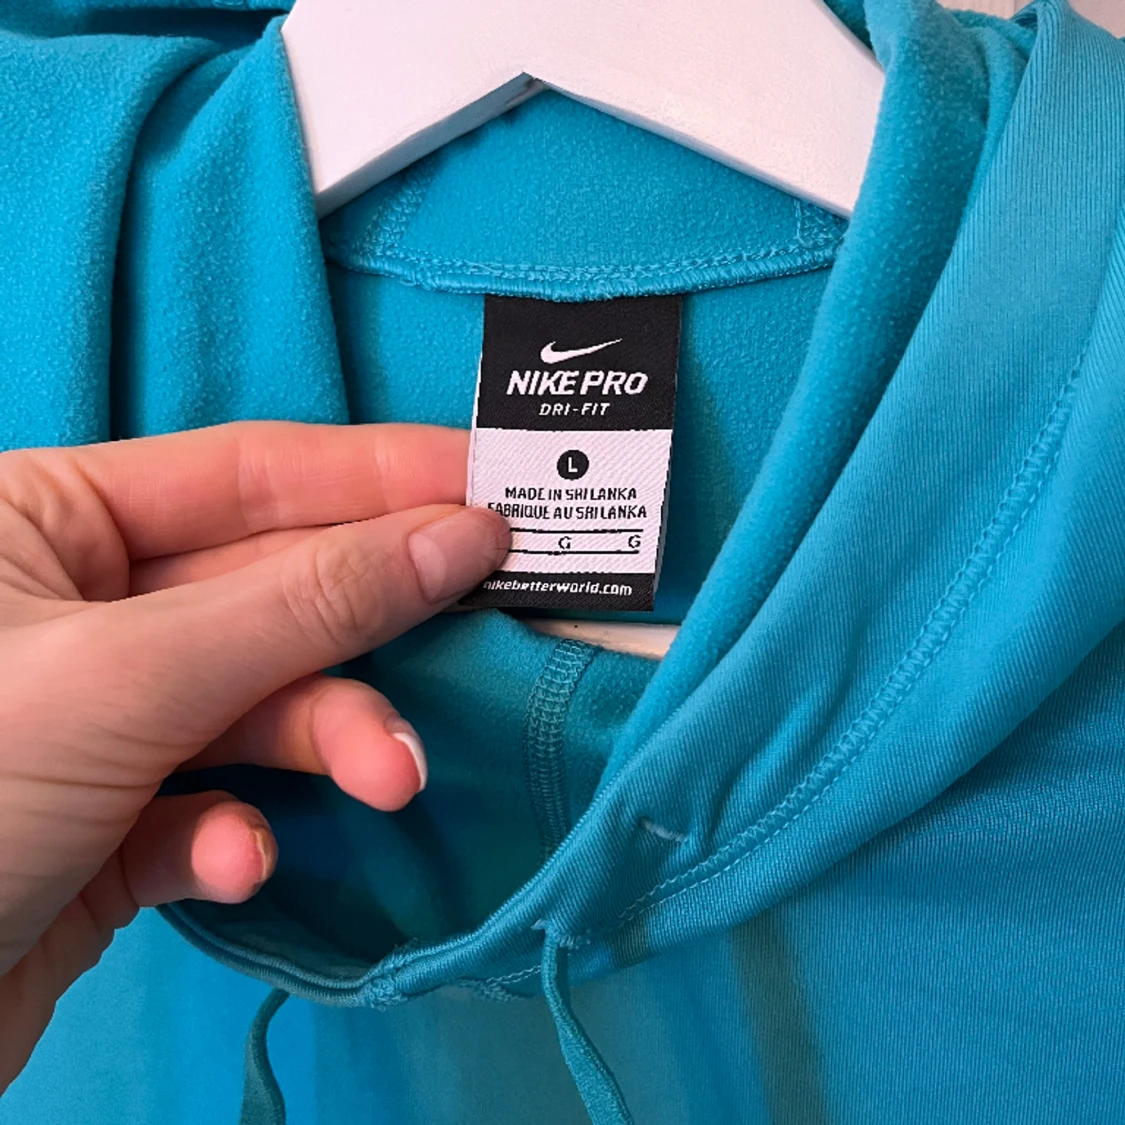 NIKE PRO
DRI-FIT
L
MADE IN SRI LANKA
FABRIQUE AU SRI LANKA
G G
nikebetterworld.com